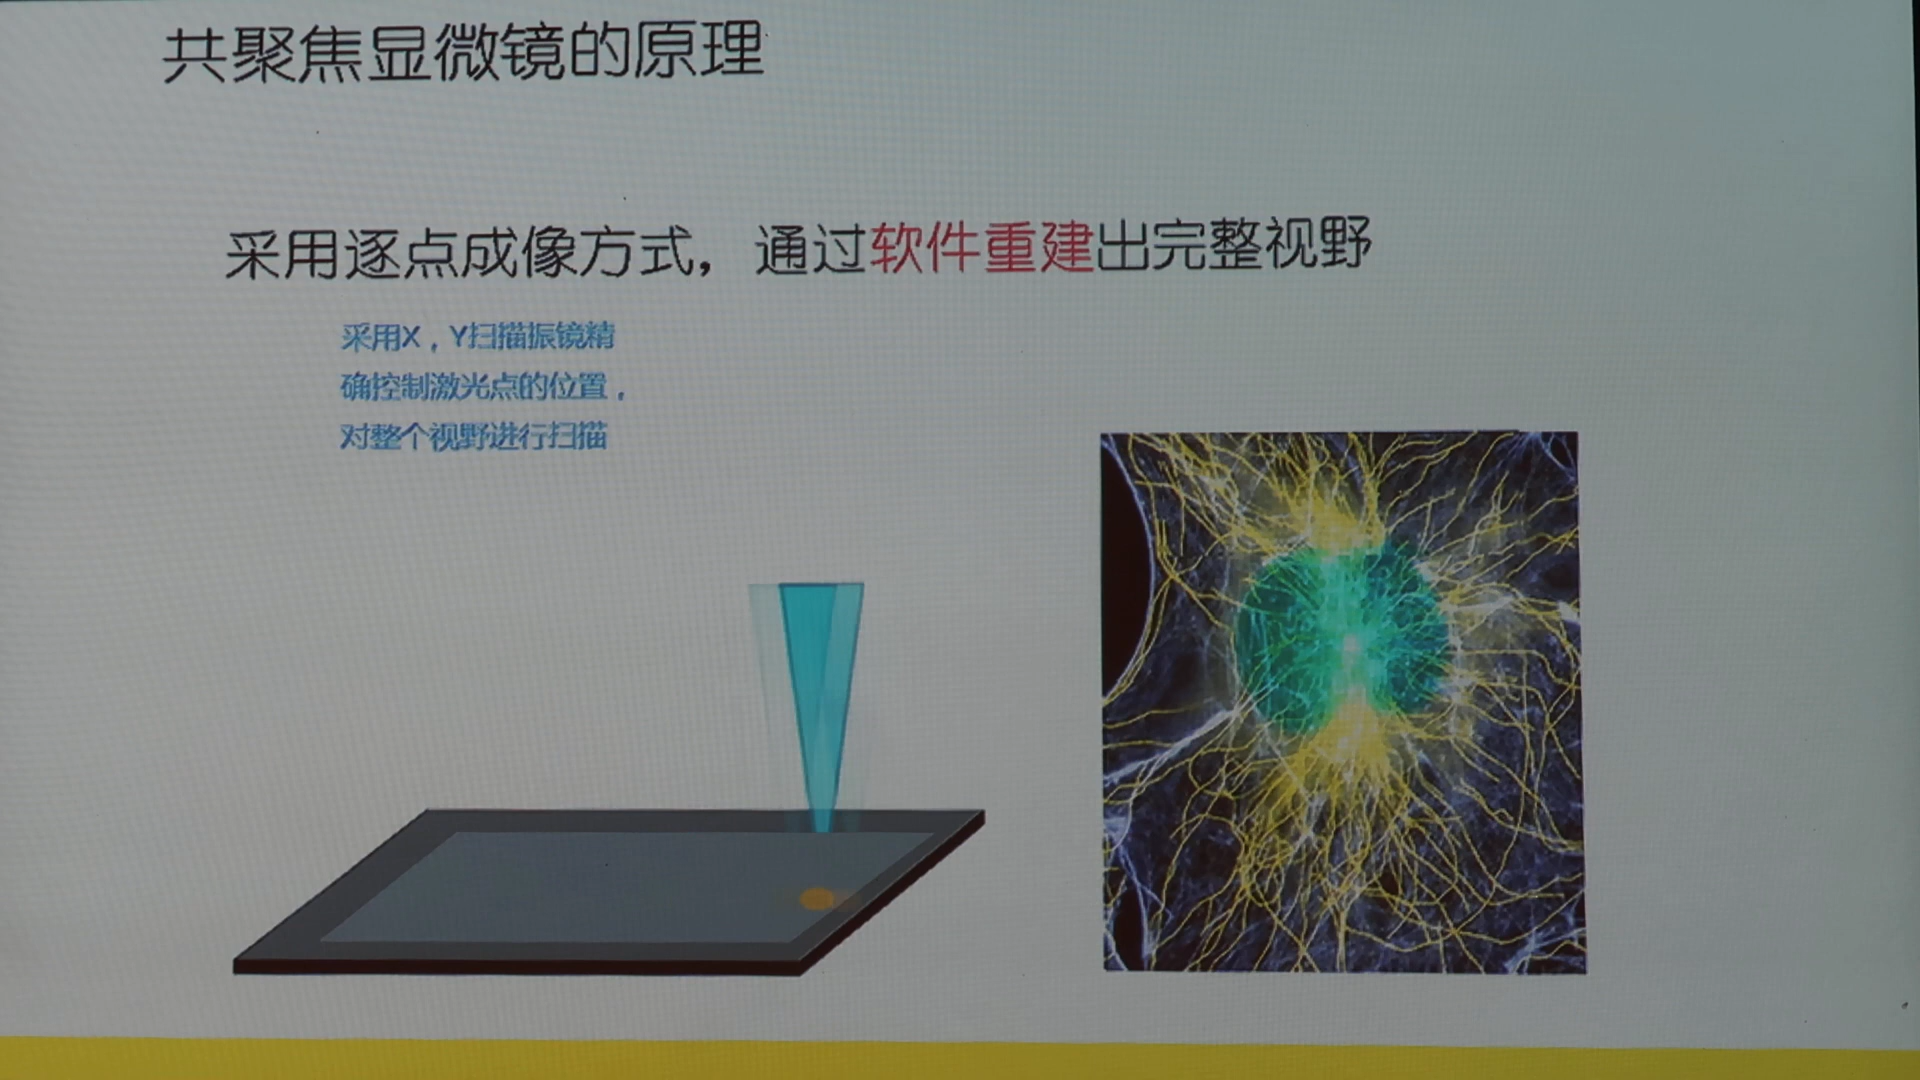 共聚焦显微镜的原理
采用逐点成像方式，通过软件重建出完整视野
采用X，Y扫描振镜精
确控制激光点的位置，
对整个视野进行扫描